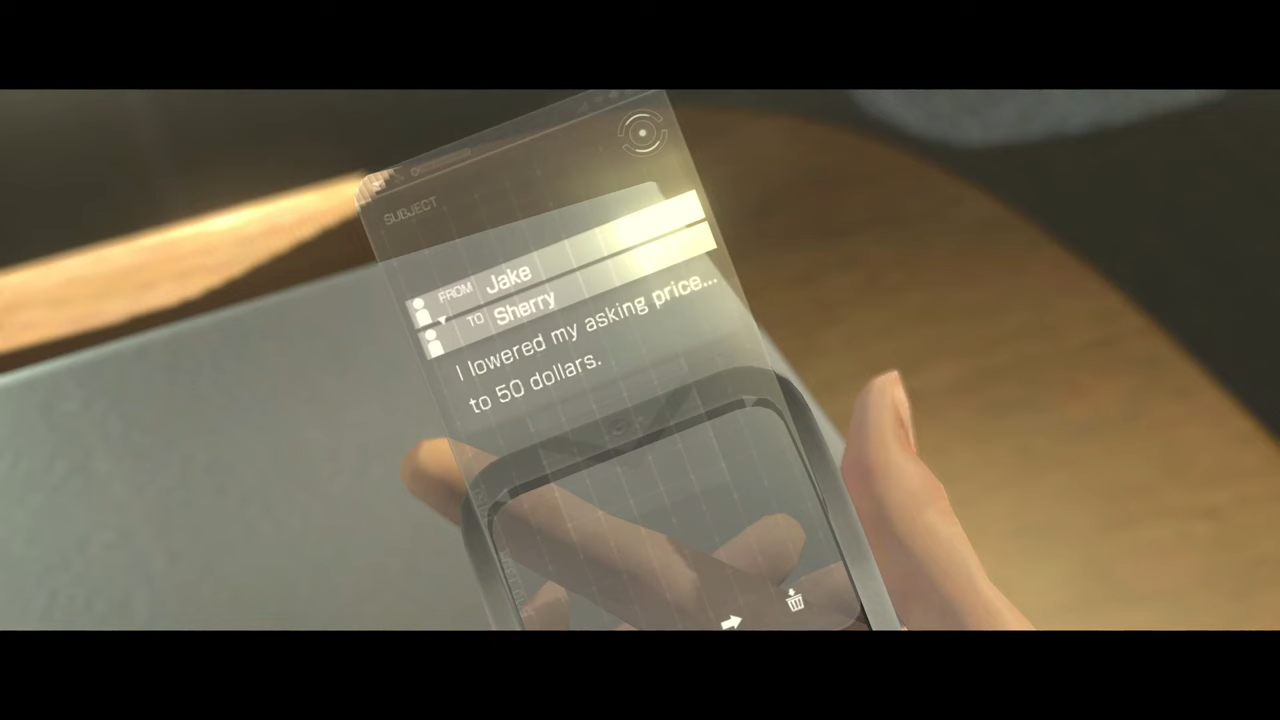 SUBJECT
FROM Jake
TO Sherry
I lowered my asking price...
to 50 dollars.